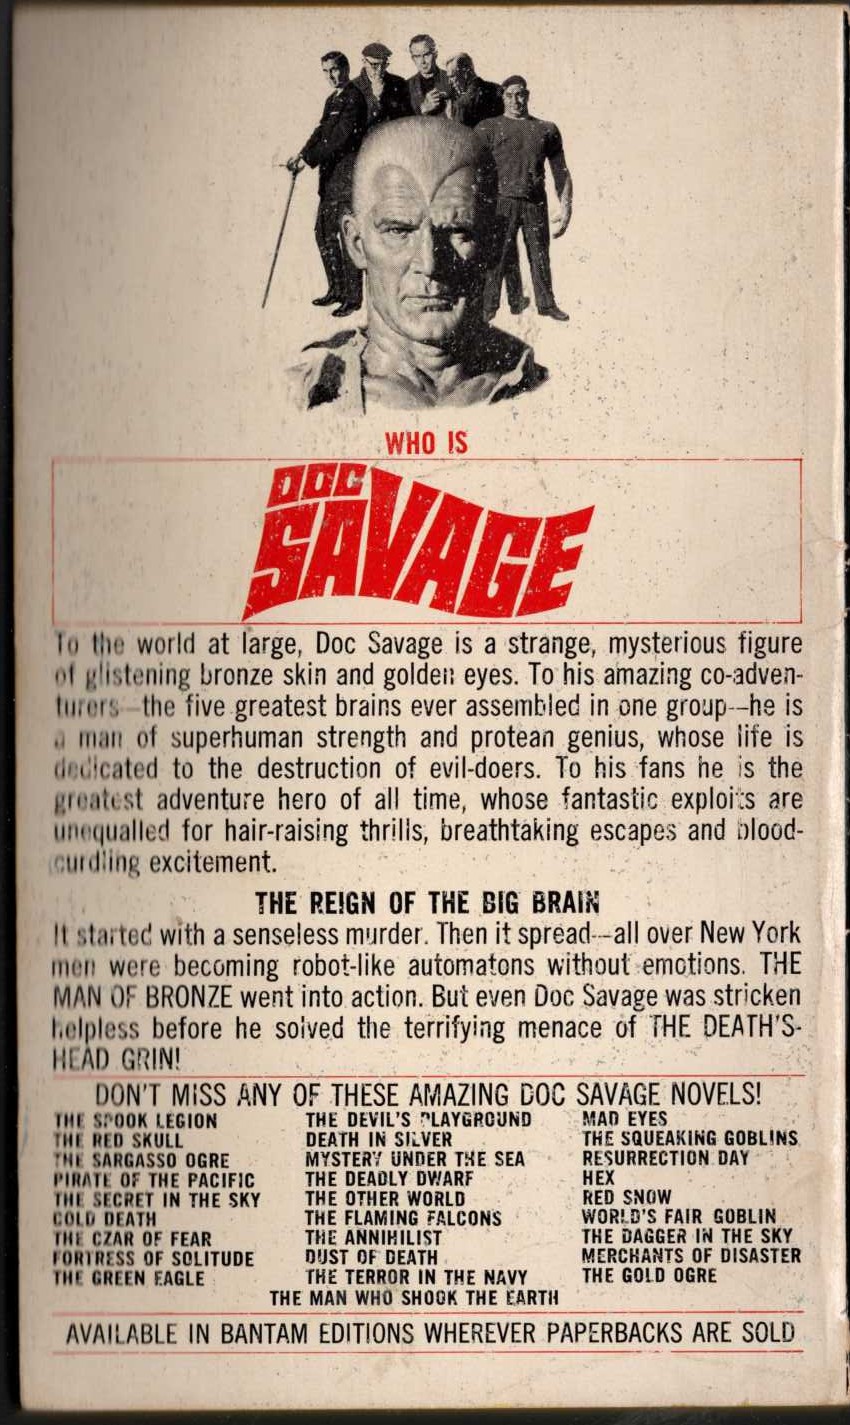 WHO IS
DOC
SAVAGE
To the world at large, Doc Savage is a strange, mysterious figure
of glistening bronze skin and golden eyes. To his amazing co-adven-
turers--the five greatest brains ever assembled in one group--he is
a man of superhuman strength and protean genius, whose life is
dedicated to the destruction of evil-doers. To his fans he is the
greatest adventure hero of all time, whose fantastic exploits are
unequalled for hair-raising thrills, breathtaking escapes and blood-
curdling excitement.
THE REIGN OF THE BIG BRAIN
It started with a senseless murder. Then it spread--all over New York
men were becoming robot-like automatons without emotions. THE
MAN OF BRONZE went into action. But even Doc Savage was stricken
helpless before he solved the terrifying menace of THE DEATH'S-
HEAD GRIN!
DON'T MISS ANY OF THESE AMAZING DOC SAVAGE NOVELS!
THE SPOOK LEGION
THE RED SKULL
THE SARGASSO OGRE
PIRATE OF THE PACIFIC
THE SECRET IN THE SKY
COLD DEATH
THE CZAR OF FEAR
FORTRESS OF SOLITUDE
THE GREEN EAGLE
THE DEVIL'S PLAYGROUND
DEATH IN SILVER
MYSTERY UNDER THE SEA
THE DEADLY DWARF
THE OTHER WORLD
THE FLAMING FALCONS
THE ANNIHILIST
DUST OF DEATH
THE TERROR IN THE NAVY
MAD EYES
THE SQUEAKING GOBLINS
RESURRECTION DAY
HEX
RED SNOW
WORLD'S FAIR GOBLIN
THE DAGGER IN THE SKY
MERCHANTS OF DISASTER
THE GOLD OGRE
THE MAN WHO SHOOK THE EARTH
AVAILABLE IN BANTAM EDITIONS WHEREVER PAPERBACKS ARE SOLD